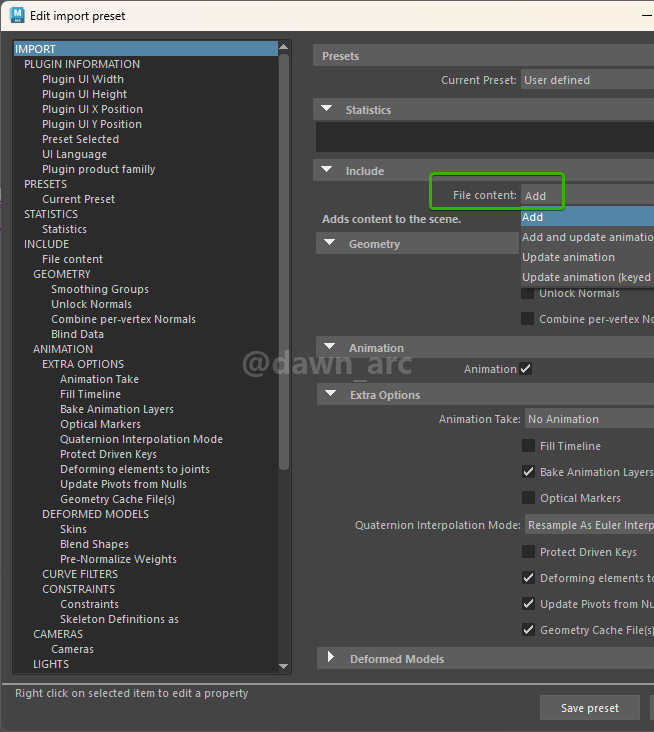 Edit import preset
IMPORT
PLUGIN INFORMATION
Plugin UI Width
Plugin UI Height
Plugin UI X Position
Plugin UI Y Position
Preset Selected
UI Language
Plugin product familly
PRESETS
Current Preset
STATISTICS
Statistics
INCLUDE
File content
GEOMETRY
Smoothing Groups
Unlock Normals
Combine per-vertex Normals
Blind Data
ANIMATION
EXTRA OPTIONS
Animation Take
Fill Timeline
Bake Animation Layers
Optical Markers
Quaternion Interpolation Mode
Protect Driven Keys
Deforming elements to joints
Update Pivots from Nulls
Geometry Cache File(s)
DEFORMED MODELS
Skins
Blend Shapes
Pre-Normalize Weights
CURVE FILTERS
CONSTRAINTS
Constraints
Skeleton Definitions as
CAMERAS
Cameras
LIGHTS
Presets
Current Preset: User defined
Statistics
Include
File content: Add
Add
Adds content to the scene.
Add and update animatio
Geometry
Update animation
Update animation (keyed
Unlock Normals
Combine per-vertex No
Animation
@dawn_arc
Animation
Extra Options
Animation Take: No Animation
Fill Timeline
Bake Animation Layers
Optical Markers
Quaternion Interpolation Mode: Resample As Euler Interp
Protect Driven Keys
Deforming elements to
Update Pivots from Nu
Geometry Cache File(s)
Deformed Models
Right click on selected item to edit a property
Save preset